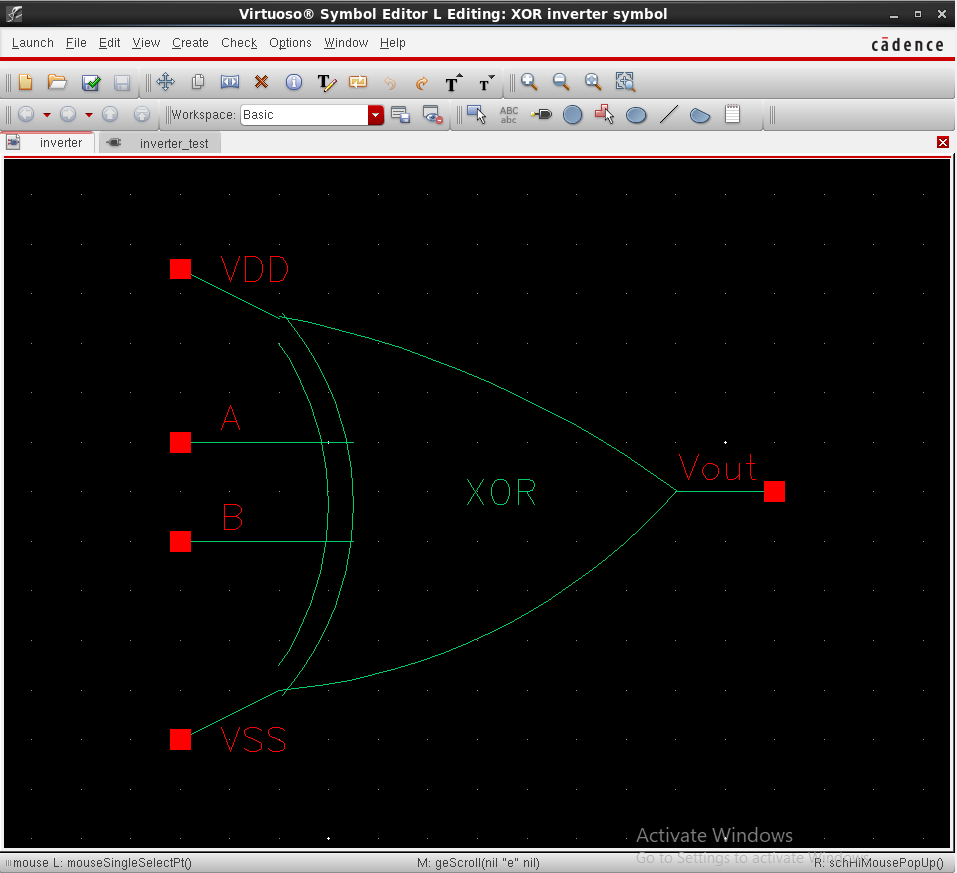 Virtuoso® Symbol Editor L Editing: XOR inverter symbol
Launch File Edit View Create Check Options Window Help
cādence
T T T
Workspace: Basic
ABC
abc
inverter inverter_test
VDD
A
Vout
XOR
B
VSS
Activate Windows
Go to Settings to activate Windows.
mouse L: mouseSingleSelectPt() M: geScroll(nil "e" nil) R: schHiMousePopUp()